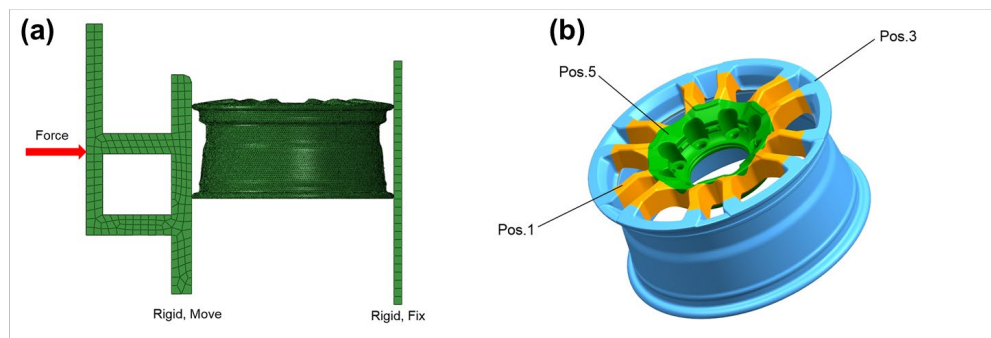 (a)
Force
Rigid, Move
Rigid, Fix
(b)
Pos.3
Pos.5
Pos.1